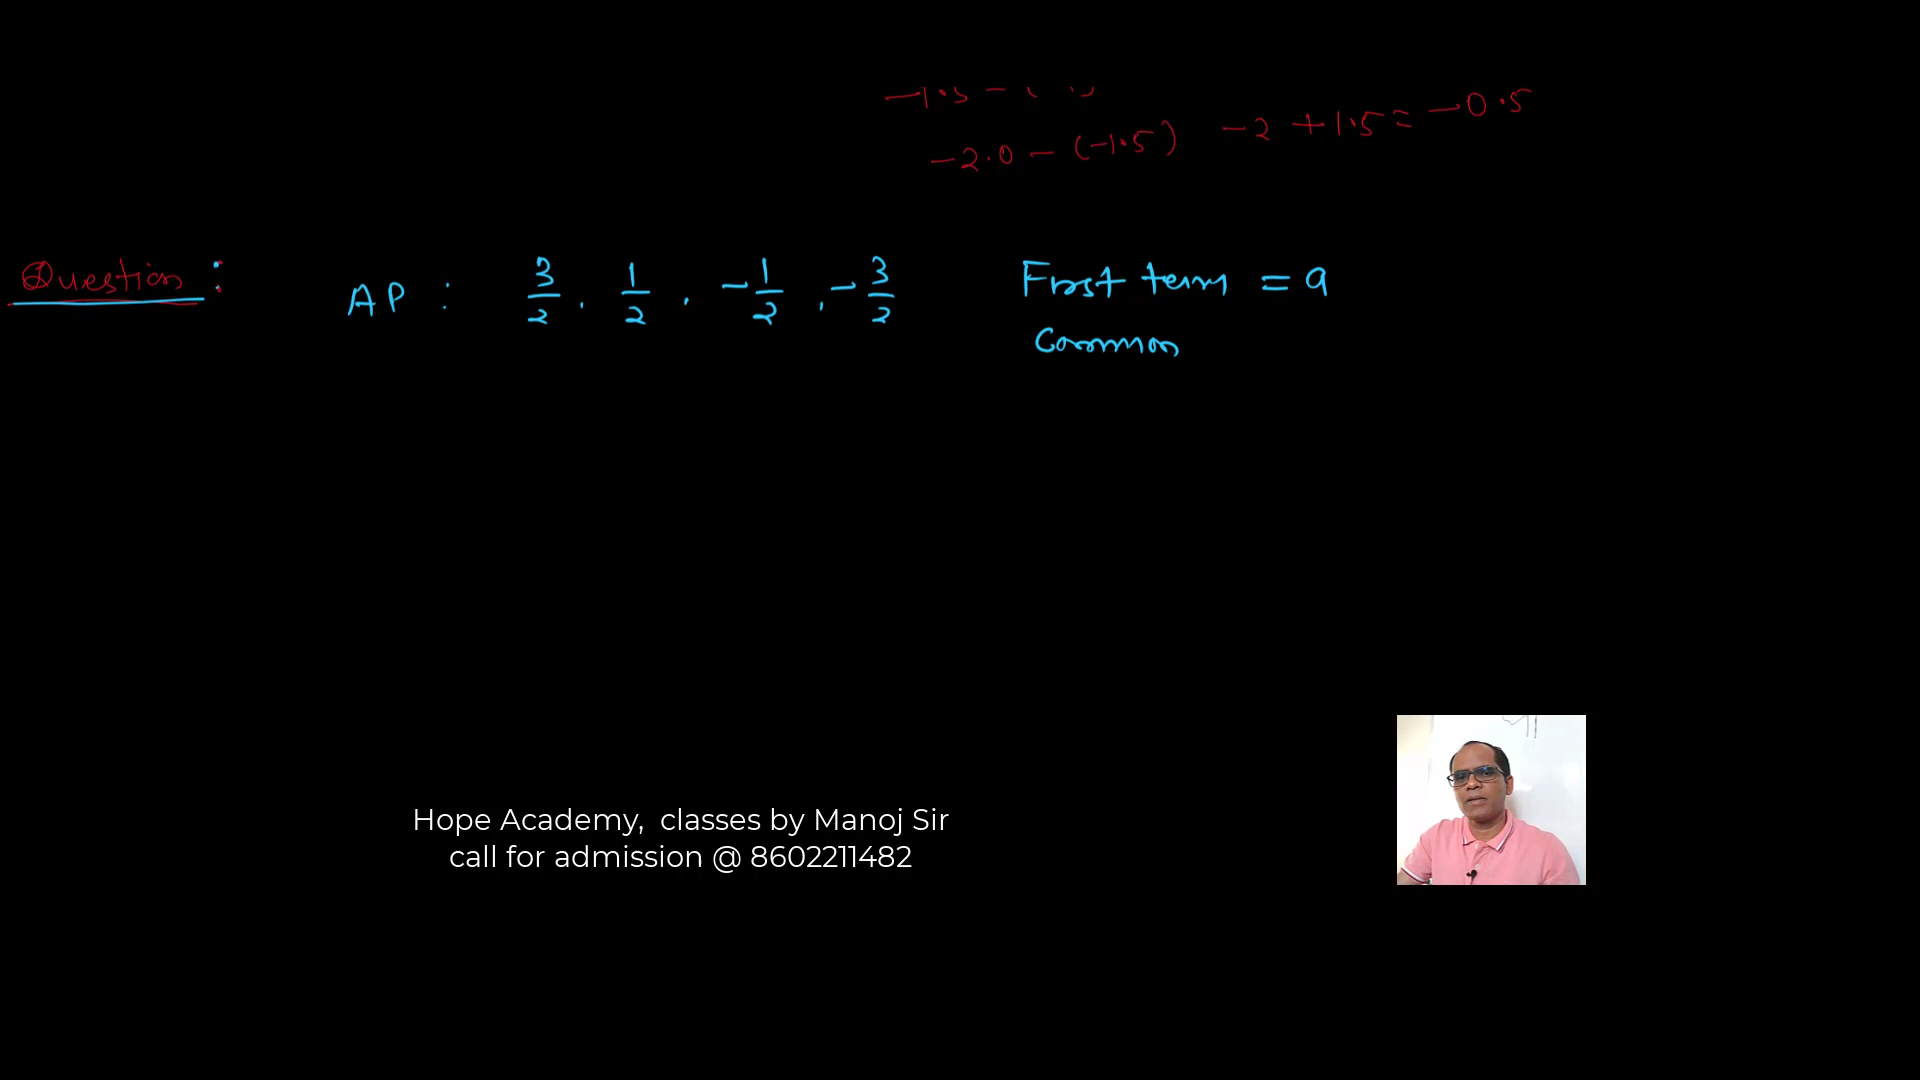 -2.0 - (-1.5) -2 + 1.5 = -0.5
Question :
AP : 3/2, 1/2, -1/2, -3/2
First term = a
Common
Hope Academy, classes by Manoj Sir
call for admission @ 8602211482